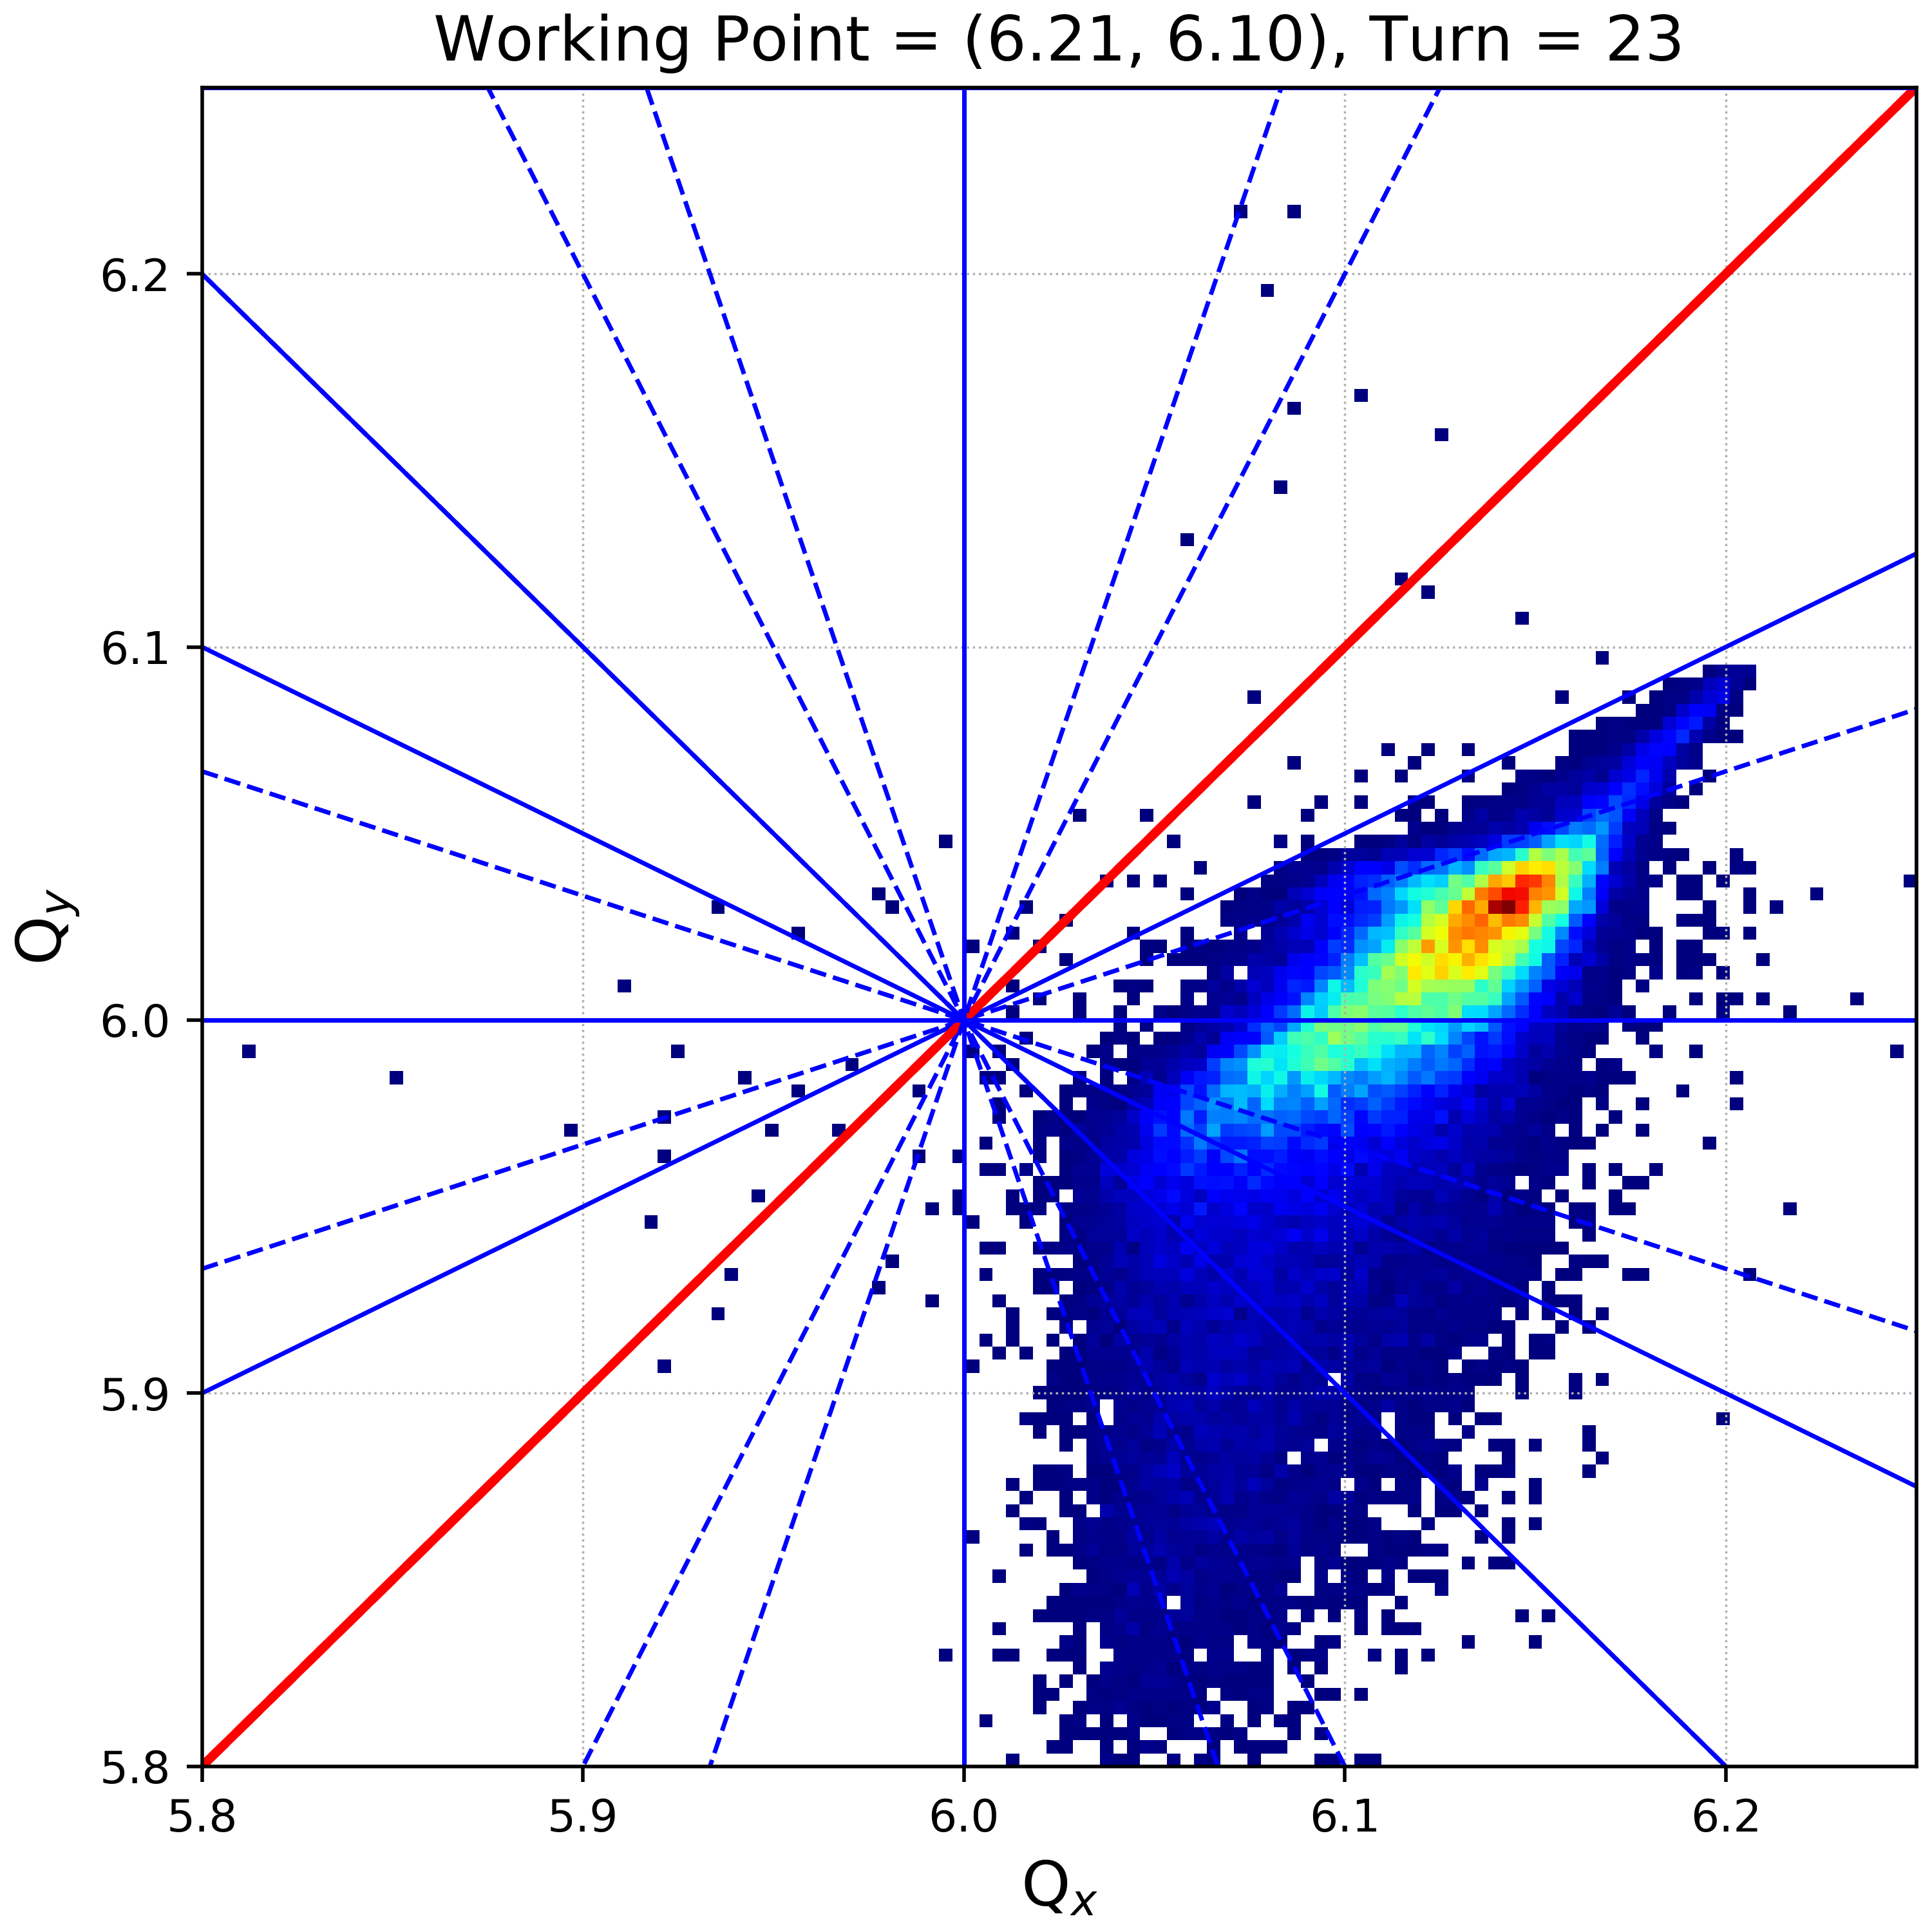 Working Point = (6.21, 6.10), Turn = 23
6.2
6.1
6.0
5.9
5.8
Qy
5.8 5.9 6.0 6.1 6.2
Qx